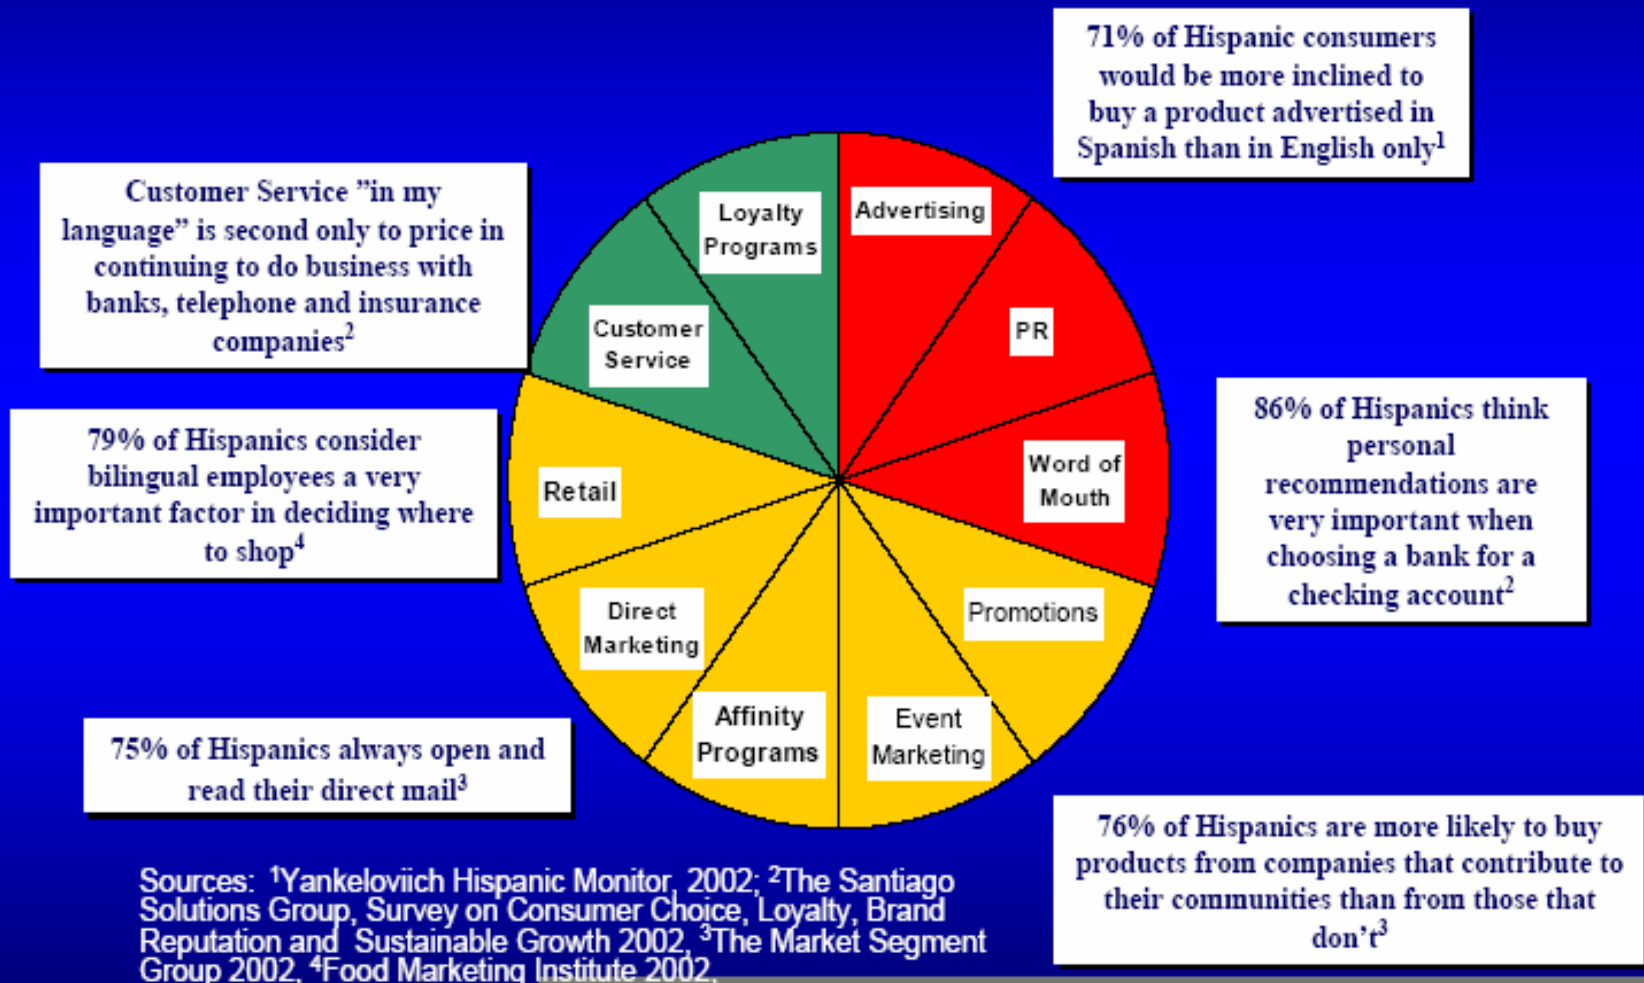 71% of Hispanic consumers
would be more inclined to
buy a product advertised in
Spanish than in English only1
Customer Service ”in my
language” is second only to price in
continuing to do business with
banks, telephone and insurance
companies2
Loyalty
Programs
Advertising
Customer
Service
PR
86% of Hispanics think
personal
recommendations are
very important when
choosing a bank for a
checking account2
79% of Hispanics consider
bilingual employees a very
important factor in deciding where
to shop4
Retail
Word of
Mouth
Direct
Marketing
Promotions
Affinity
Programs
Event
Marketing
75% of Hispanics always open and
read their direct mail3
76% of Hispanics are more likely to buy
products from companies that contribute to
their communities than from those that
don’t3
Sources: 1Yankeloviich Hispanic Monitor, 2002; 2The Santiago
Solutions Group, Survey on Consumer Choice, Loyalty, Brand
Reputation and Sustainable Growth 2002, 3The Market Segment
Group 2002, 4Food Marketing Institute 2002,